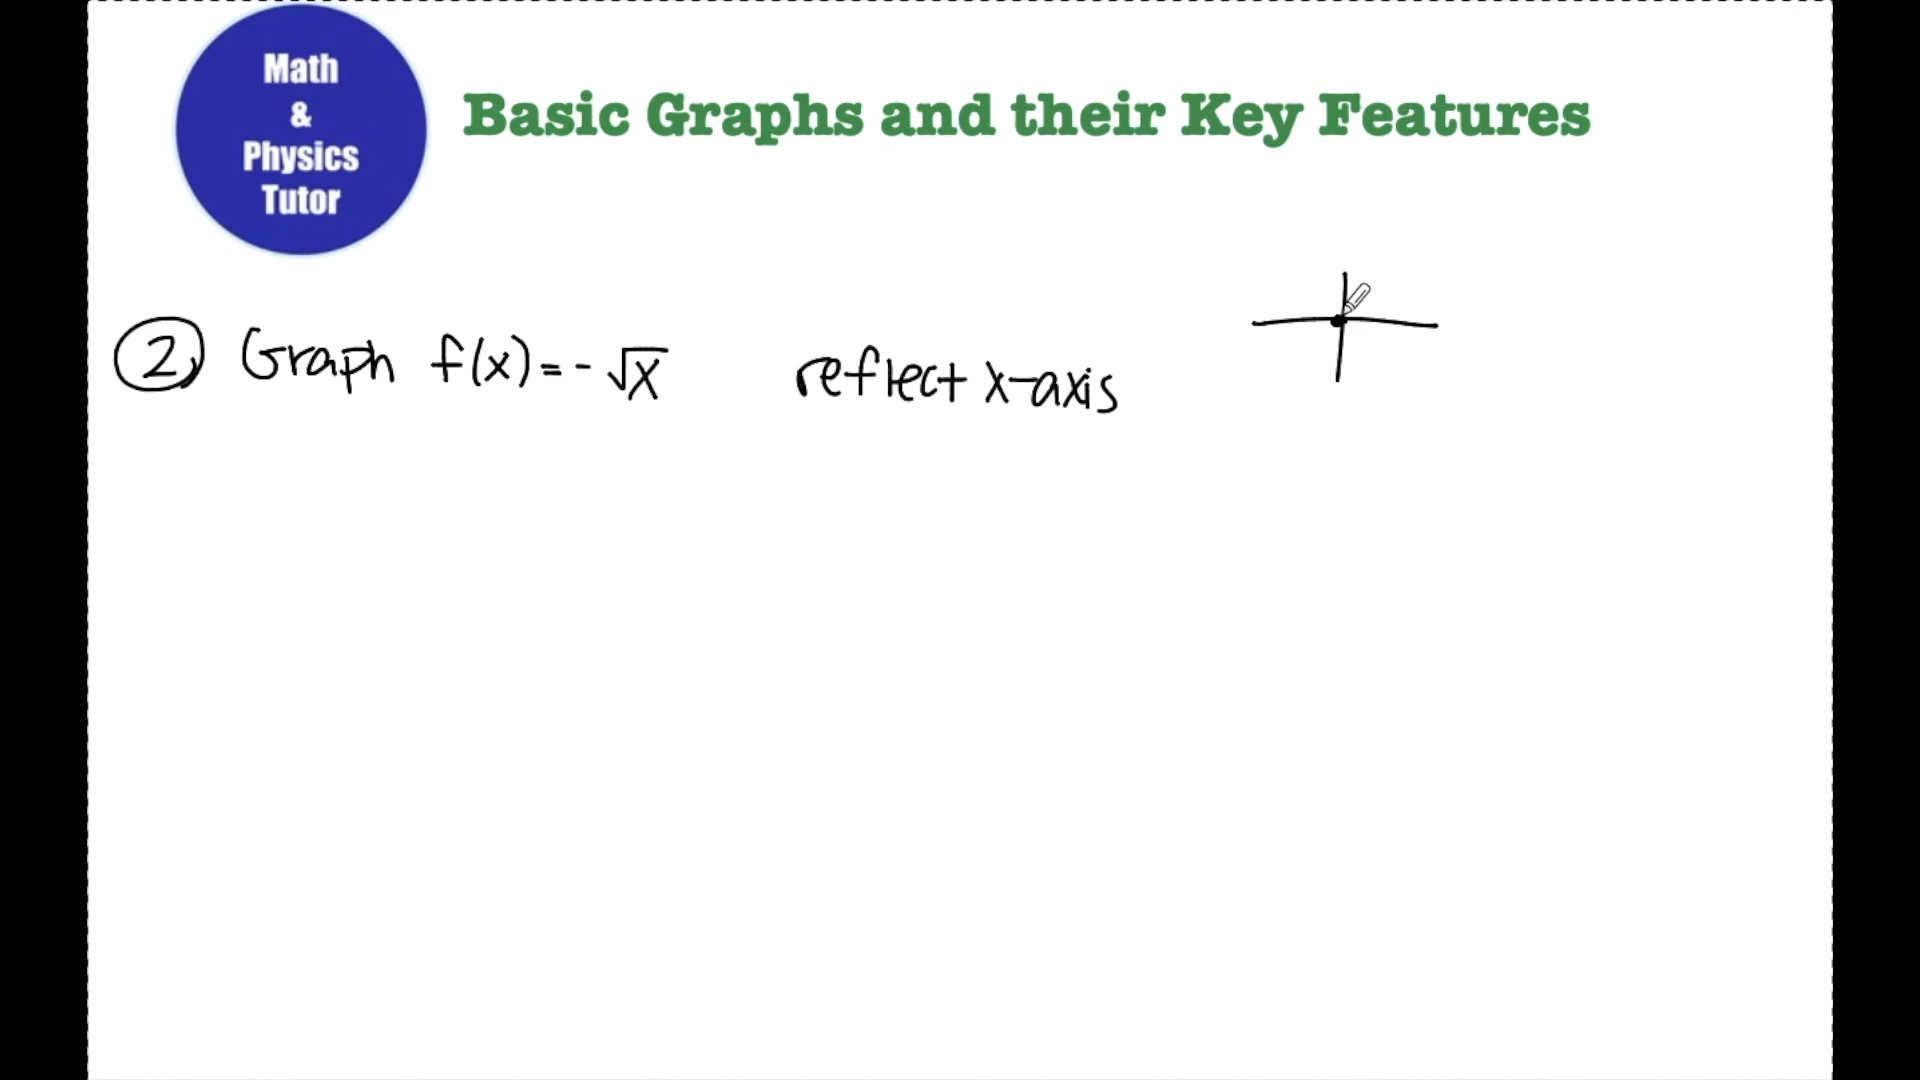 Math
&
Physics
Tutor
Basic Graphs and their Key Features
2) Graph f(x) = - √x reflect x-axis